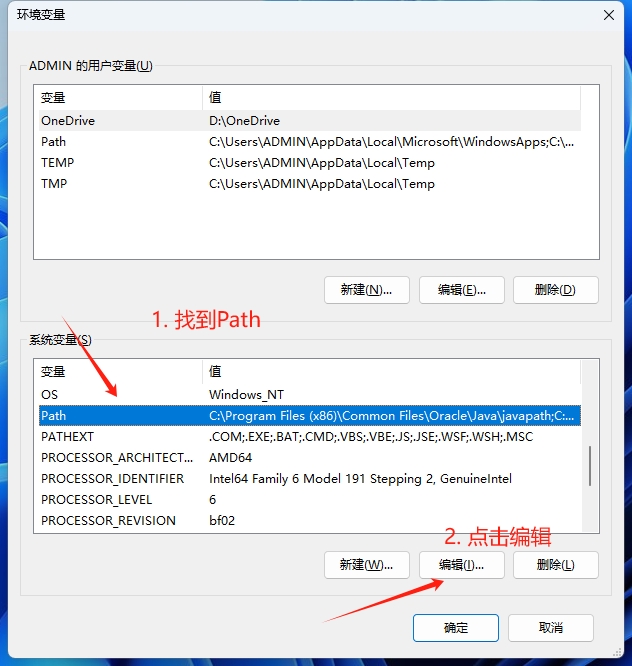 环境变量
ADMIN 的用户变量(U)
变量 值
OneDrive D:\OneDrive
Path C:\Users\ADMIN\AppData\Local\Microsoft\WindowsApps;C:\...
TEMP C:\Users\ADMIN\AppData\Local\Temp
TMP C:\Users\ADMIN\AppData\Local\Temp
新建(N)... 编辑(E)... 删除(D)
1. 找到Path
系统变量(S)
变量 值
OS Windows_NT
Path C:\Program Files (x86)\Common Files\Oracle\Java\javapath;C:...
PATHEXT .COM;.EXE;.BAT;.CMD;.VBS;.VBE;.JS;.JSE;.WSF;.WSH;.MSC
PROCESSOR_ARCHITECT... AMD64
PROCESSOR_IDENTIFIER Intel64 Family 6 Model 191 Stepping 2, GenuineIntel
PROCESSOR_LEVEL 6
PROCESSOR_REVISION bf02
2. 点击编辑
新建(W)... 编辑(I)... 删除(L)
确定 取消